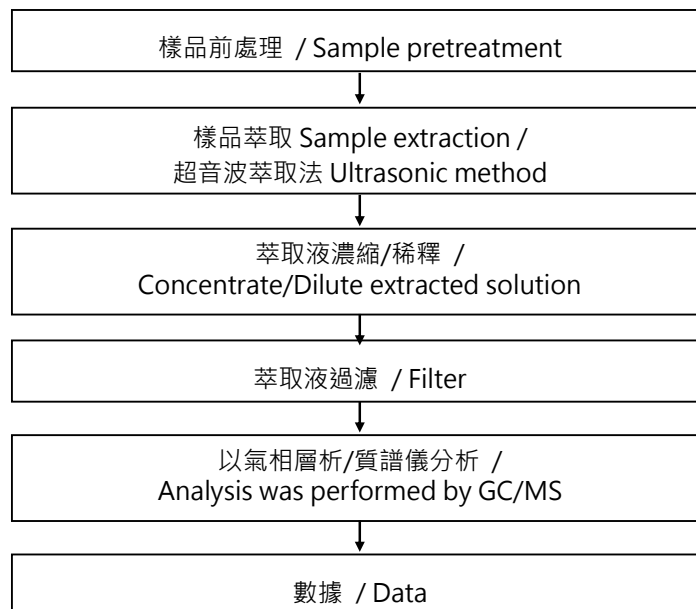 樣品前處理 / Sample pretreatment
樣品萃取 Sample extraction /
超音波萃取法 Ultrasonic method
萃取液濃縮/稀釋 /
Concentrate/Dilute extracted solution
萃取液過濾 / Filter
以氣相層析/質譜儀分析 /
Analysis was performed by GC/MS
數據 / Data